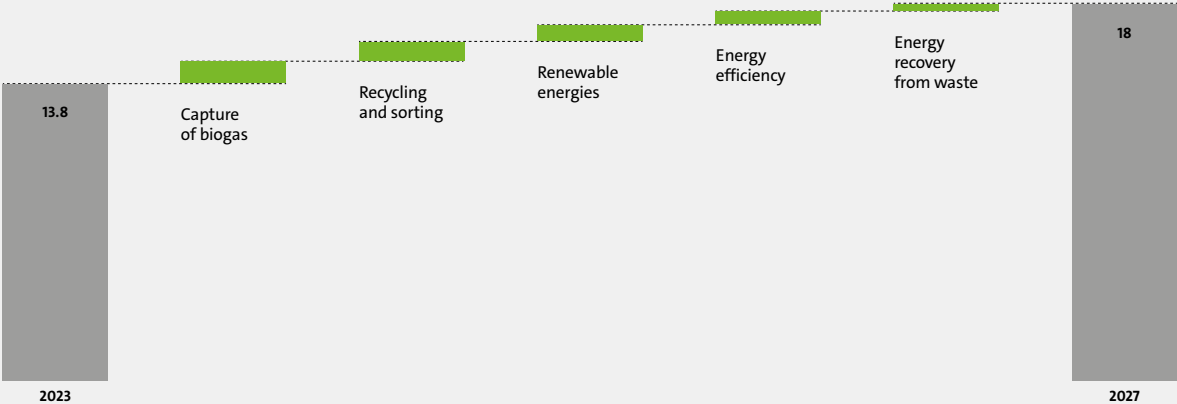 13.8
2023
Capture
of biogas
Recycling
and sorting
Renewable
energies
Energy
efficiency
Energy
recovery
from waste
18
2027